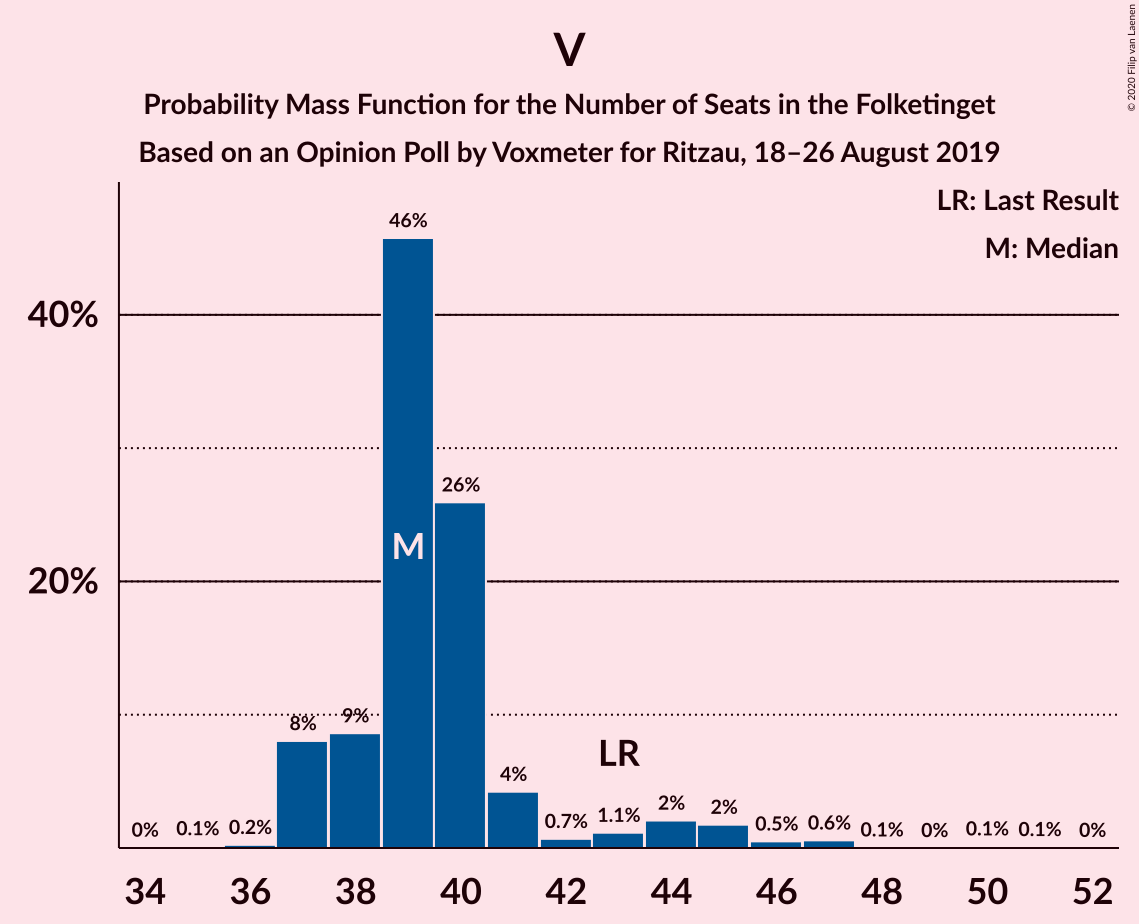 V
Probability Mass Function for the Number of Seats in the Folketinget
Based on an Opinion Poll by Voxmeter for Ritzau, 18–26 August 2019
© 2020 Filip van Laenen
LR: Last Result
M: Median
46%
40%
26%
M
20%
8% 9%
LR
4%
0% 0.1% 0.2% 0.7% 1.1% 2% 2% 0.5% 0.6% 0.1% 0% 0.1% 0.1% 0%
34 36 38 40 42 44 46 48 50 52